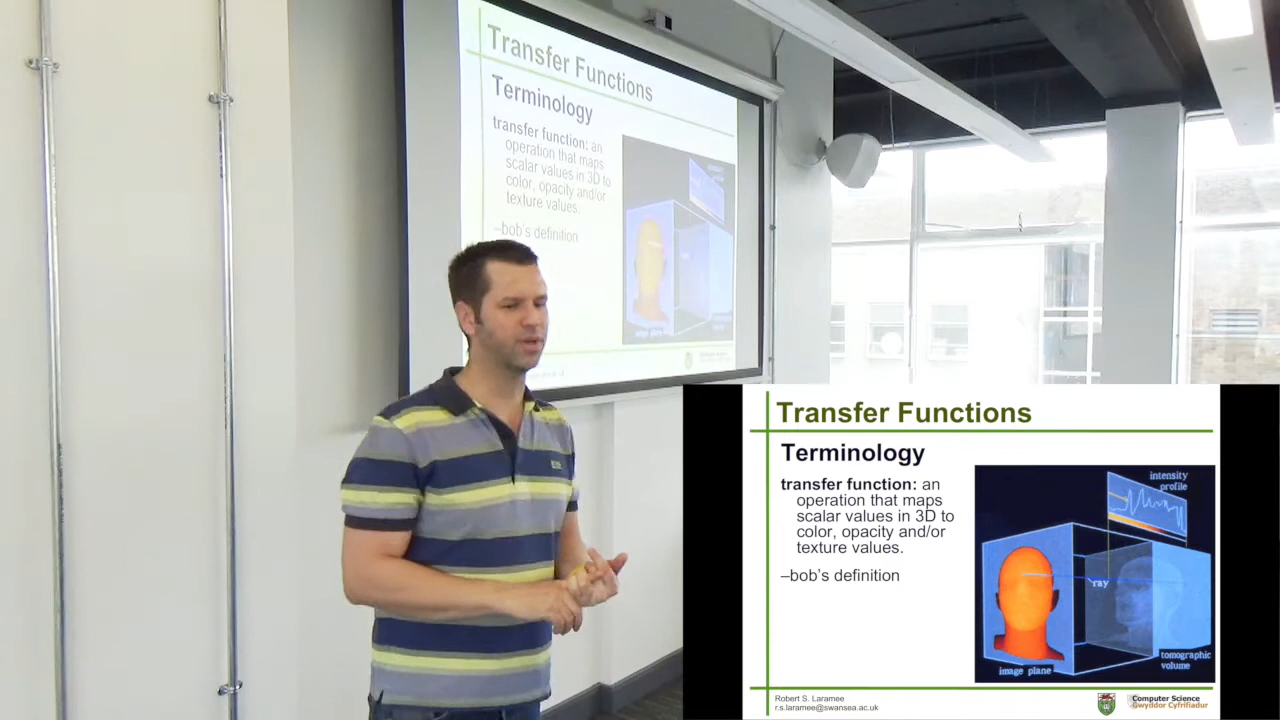 Transfer Functions
Terminology
transfer function: an
operation that maps
scalar values in 3D to
color, opacity and/or
texture values.
–bob's definition
Transfer Functions
Terminology
transfer function: an
operation that maps
scalar values in 3D to
color, opacity and/or
texture values.
–bob's definition
intensity
profile
ray
image plane
tomographic
volume
Robert S. Laramee
r.s.laramee@swansea.ac.uk
Computer Science
Gwyddor Cyfrifiadur